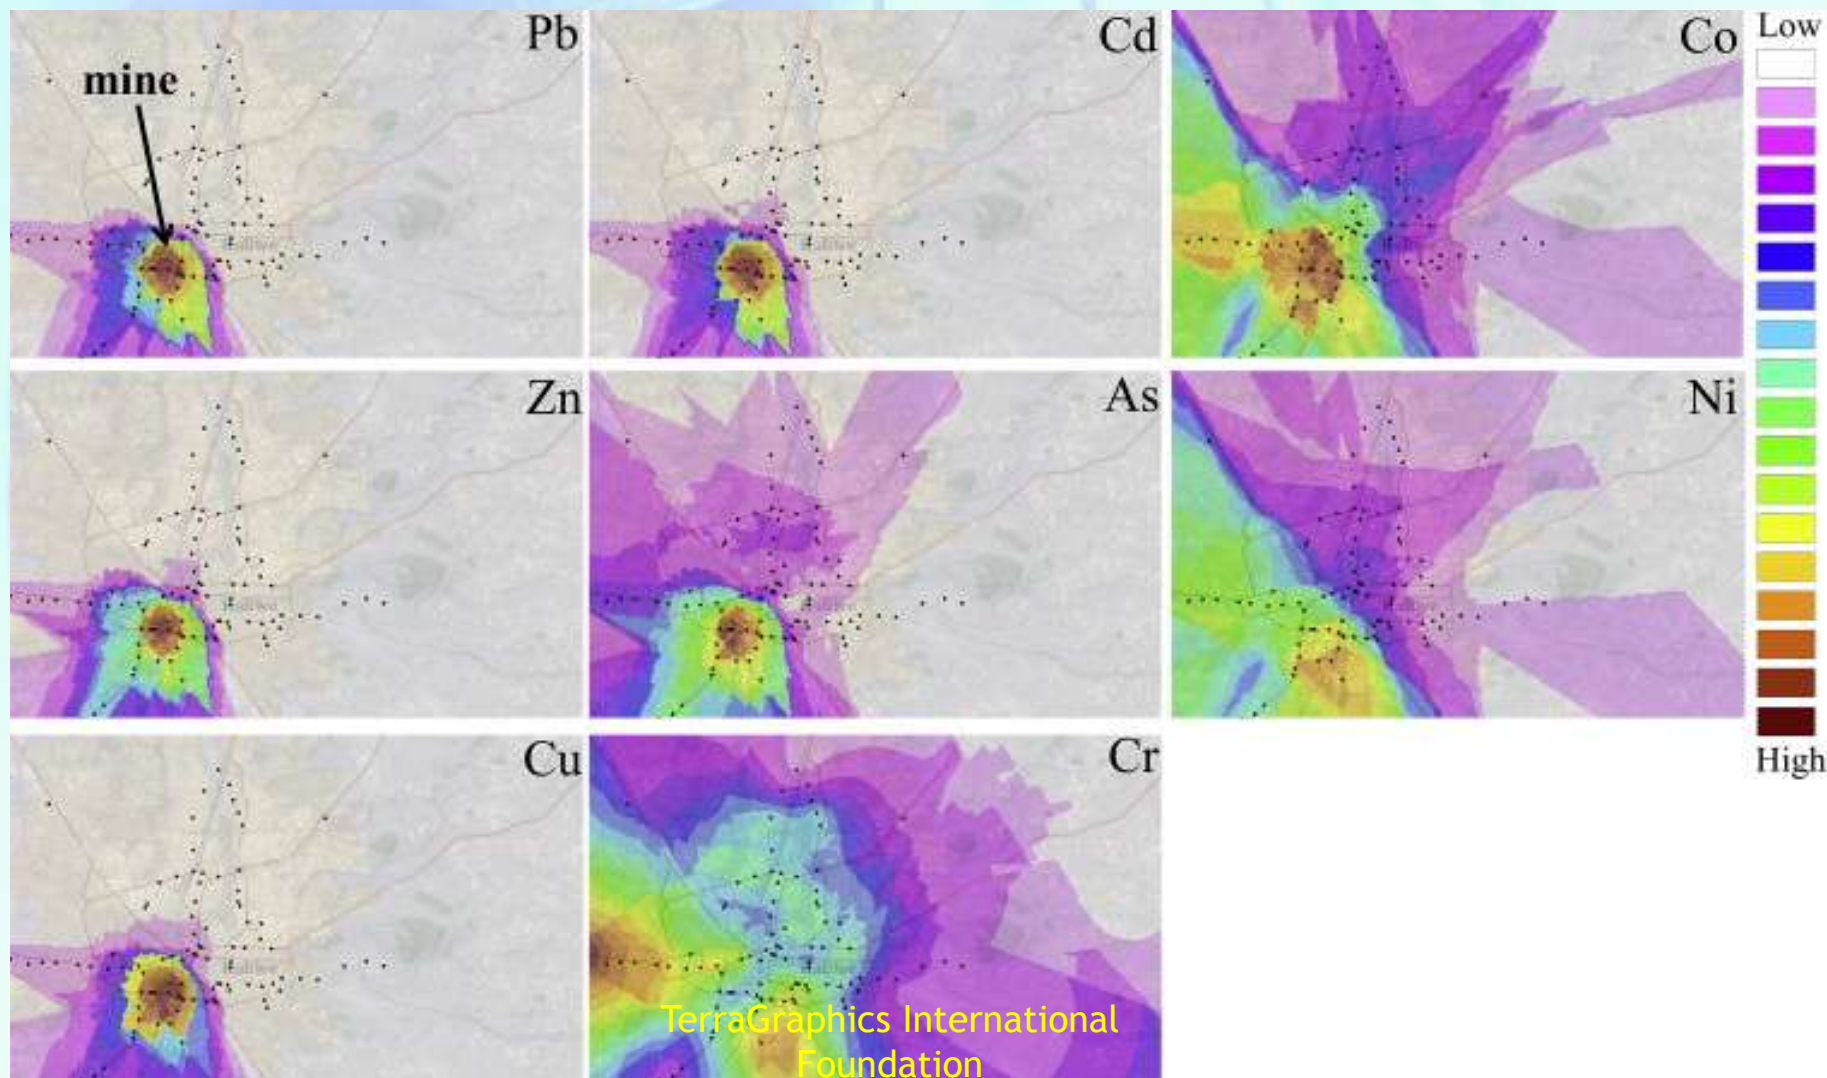 Pb
mine
Cd
Co
Low
Zn
As
Ni
High
Cu
Cr
TerraGraphics International
Foundation